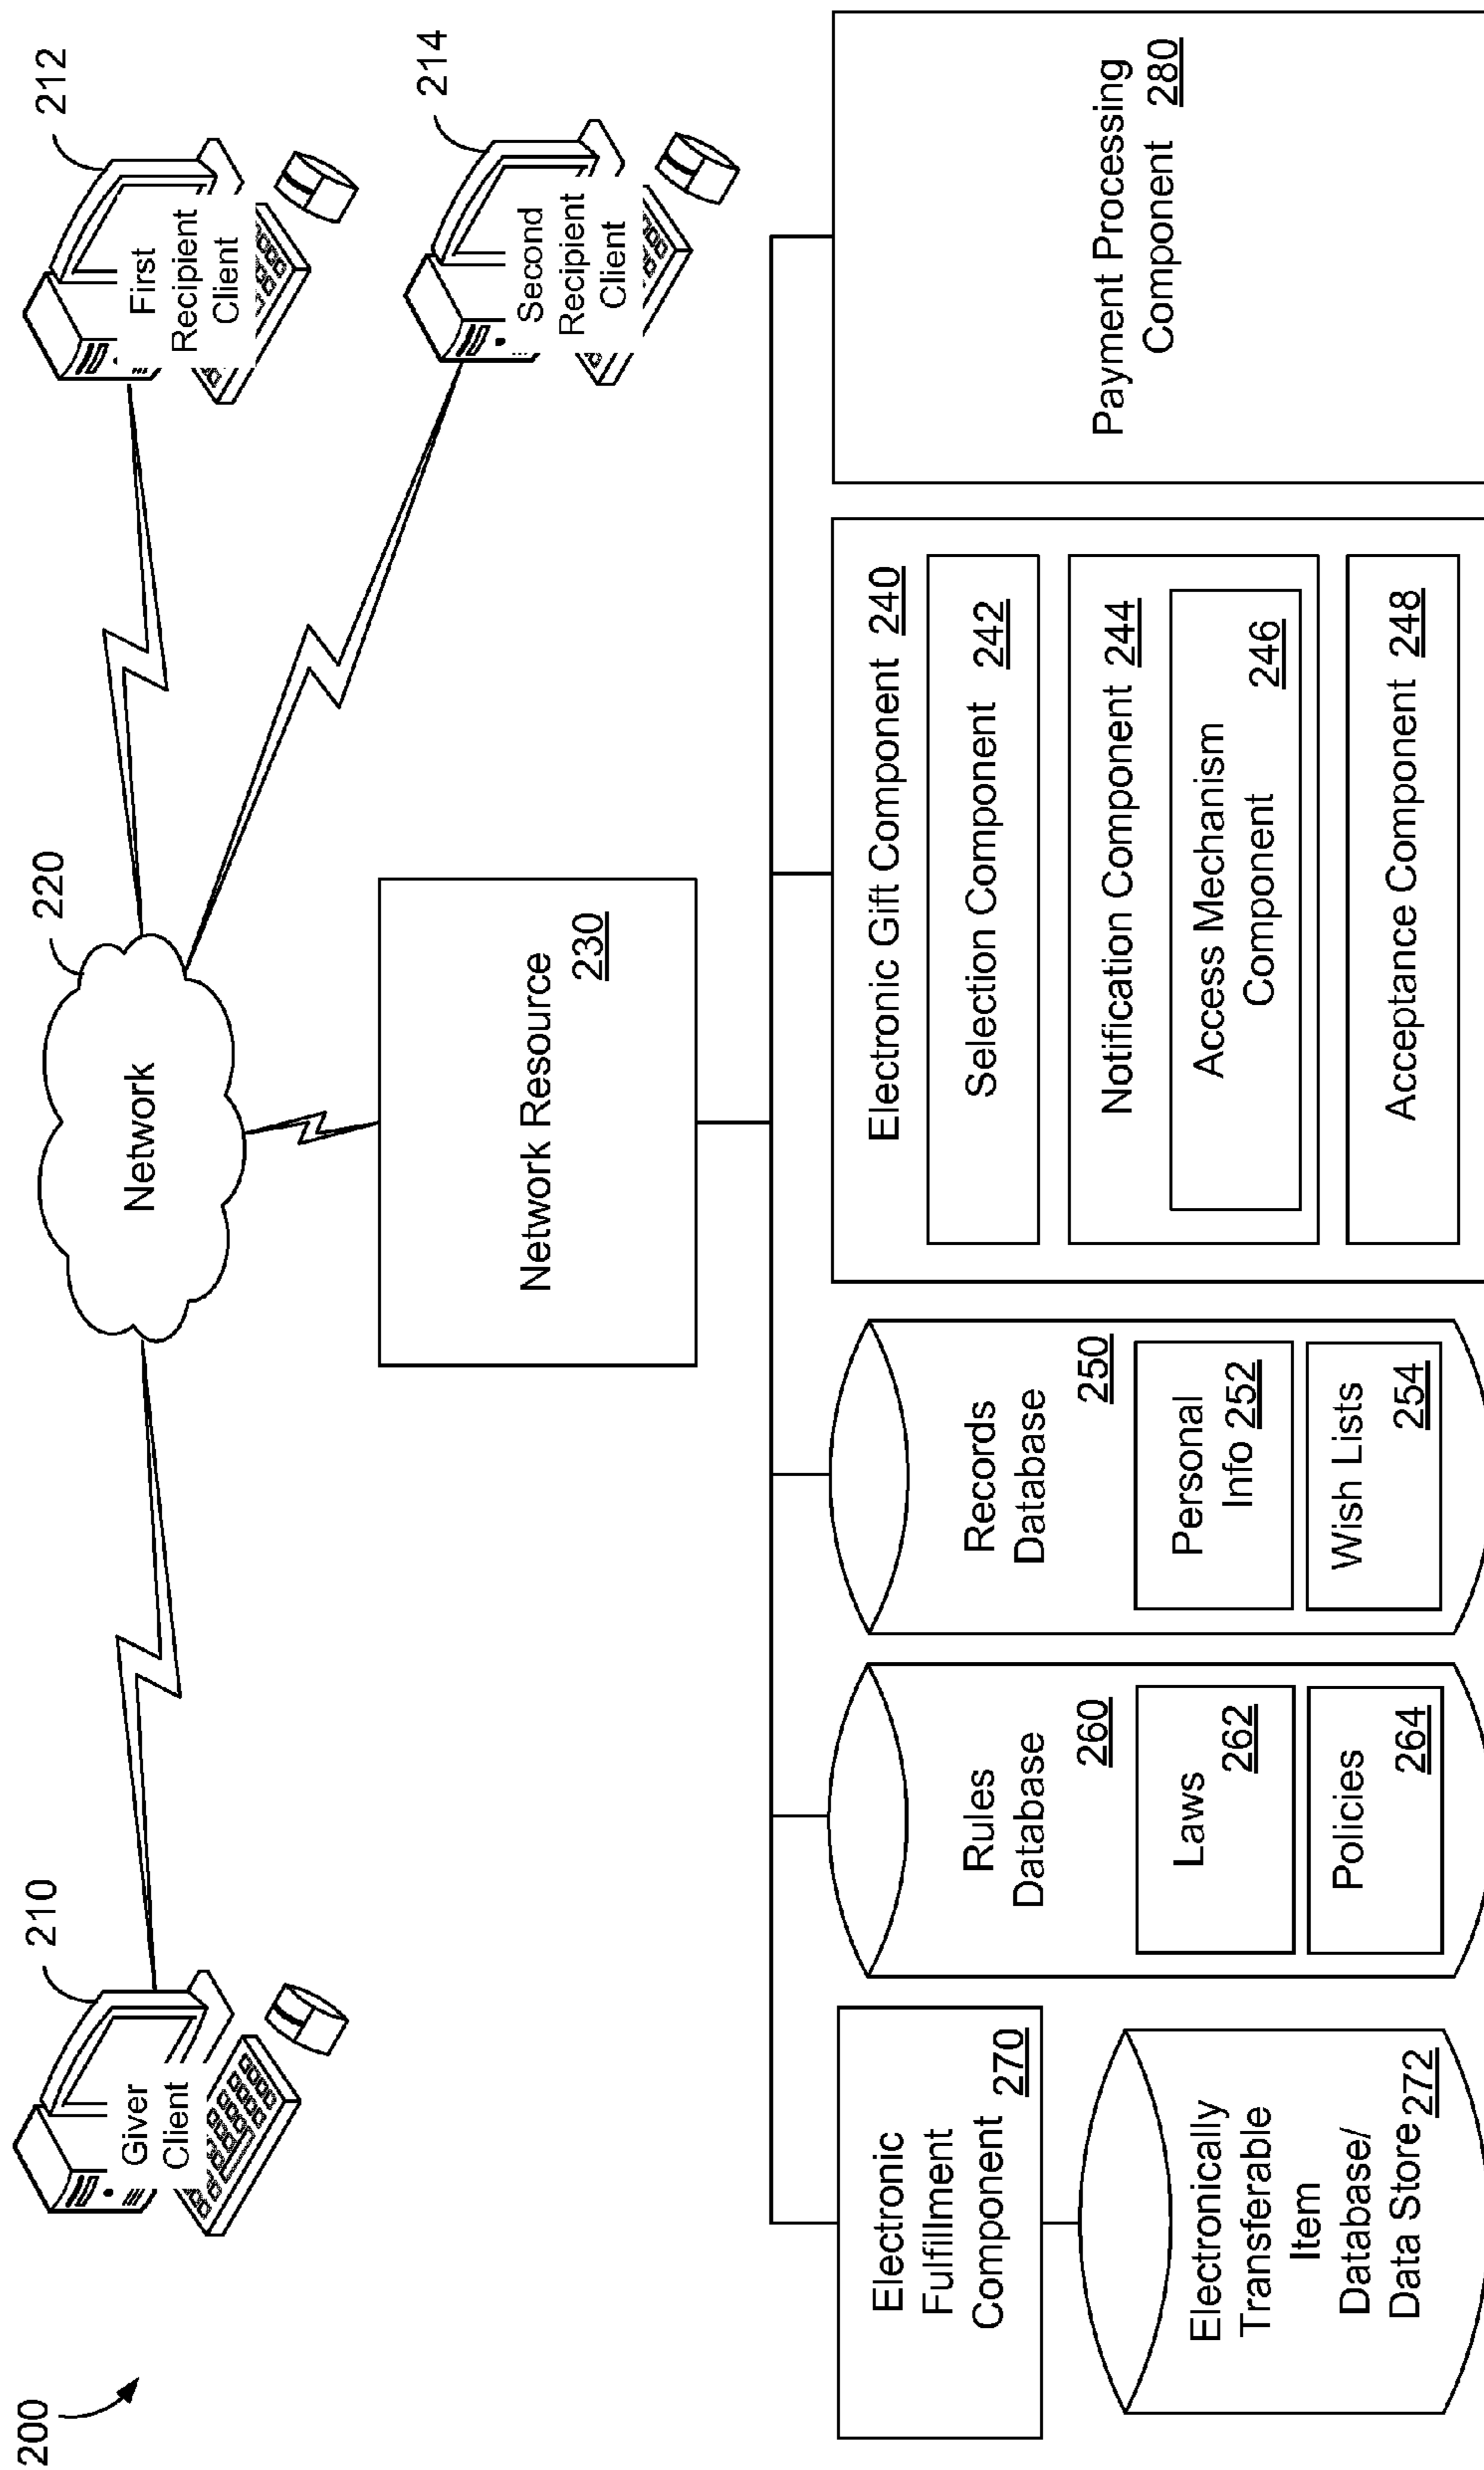 200
210
Giver
Client
220
Network
212
First
Recipient
Client
214
Second
Recipient
Client
Network Resource
230
Electronic
Fulfillment
Component 270
Electronically
Transferable
Item
Database/
Data Store 272
Rules
Database
260
Laws
262
Policies
264
Records
Database
250
Personal
Info 252
Wish Lists
254
Electronic Gift Component 240
Selection Component 242
Notification Component 244
Access Mechanism
Component
246
Acceptance Component 248
Payment Processing
Component 280